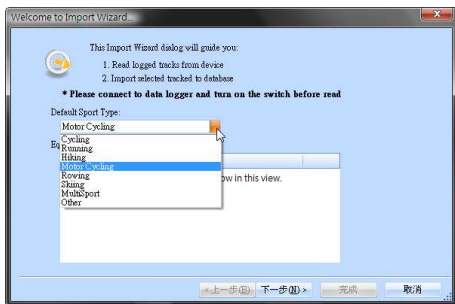 Welcome to Import Wizard...
This Import Wizard dialog will guide you:
1. Read logged tracks from device
2. Import selected tracked to database
* Please connect to data logger and turn on the switch before read
Default Sport Type:
Motor Cycling
Cycling
Eq
Running
Hiking
Motor Cycling
Rowing
ow in this view.
Skiing
MultiSport
Other
<上一步(B) 下一步(N)> 完成 取消